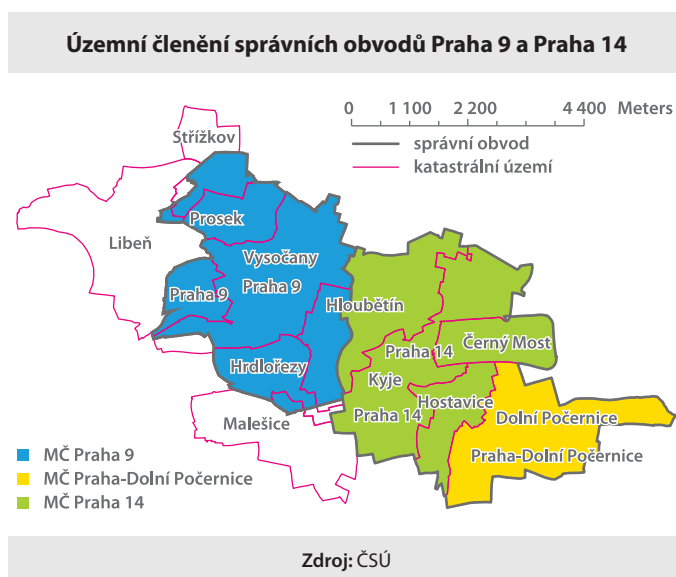 Územní členění správních obvodů Praha 9 a Praha 14
0 1 100 2 200 4 400 Meters
správní obvod
katastrální území
Střížkov
Prosek
Libeň
Vysočany
Praha 9
Praha 9
Hloubětín
Černý Most
Praha 14
Hrdlořezy
Kyje
Hostavice
Praha 14
Malešice
Dolní Počernice
Praha-Dolní Počernice
MČ Praha 9
MČ Praha-Dolní Počernice
MČ Praha 14
Zdroj: ČSÚ